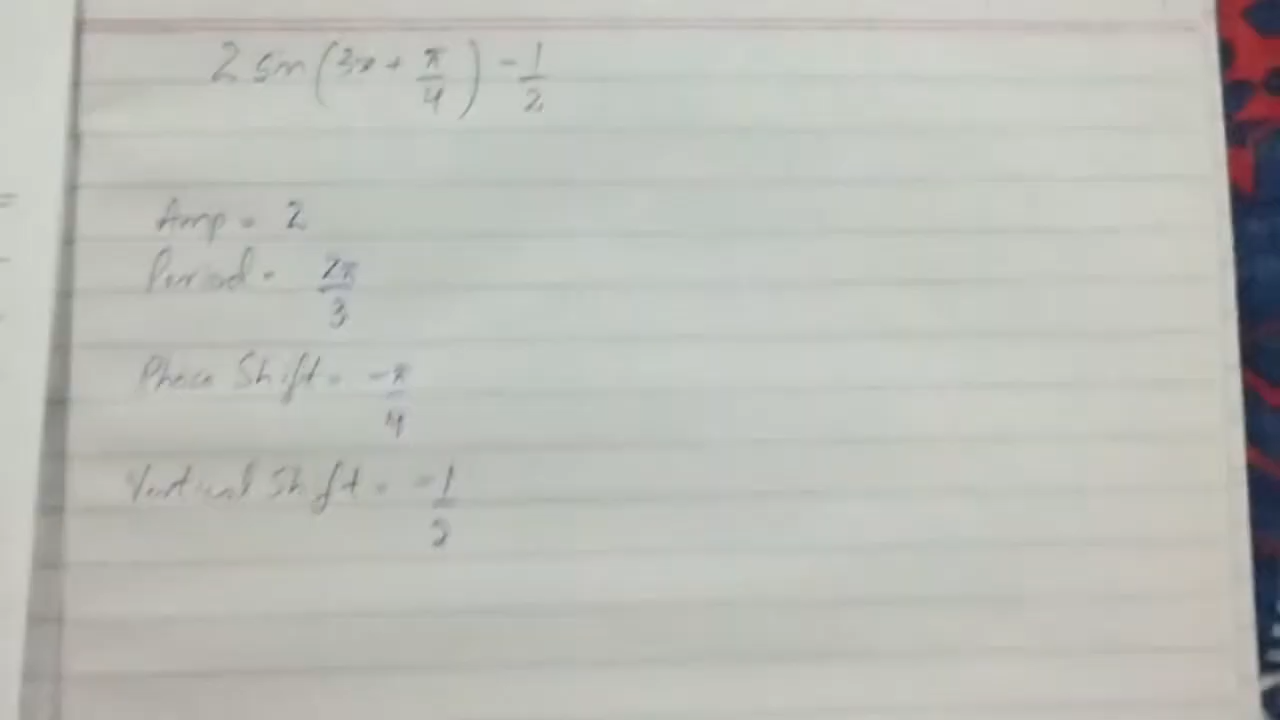 2 sin(3x + π/4) - 1/2
Amp = 2
Period = 2π/3
Phase Shift = -π/4
Vertical Shift = -1/2